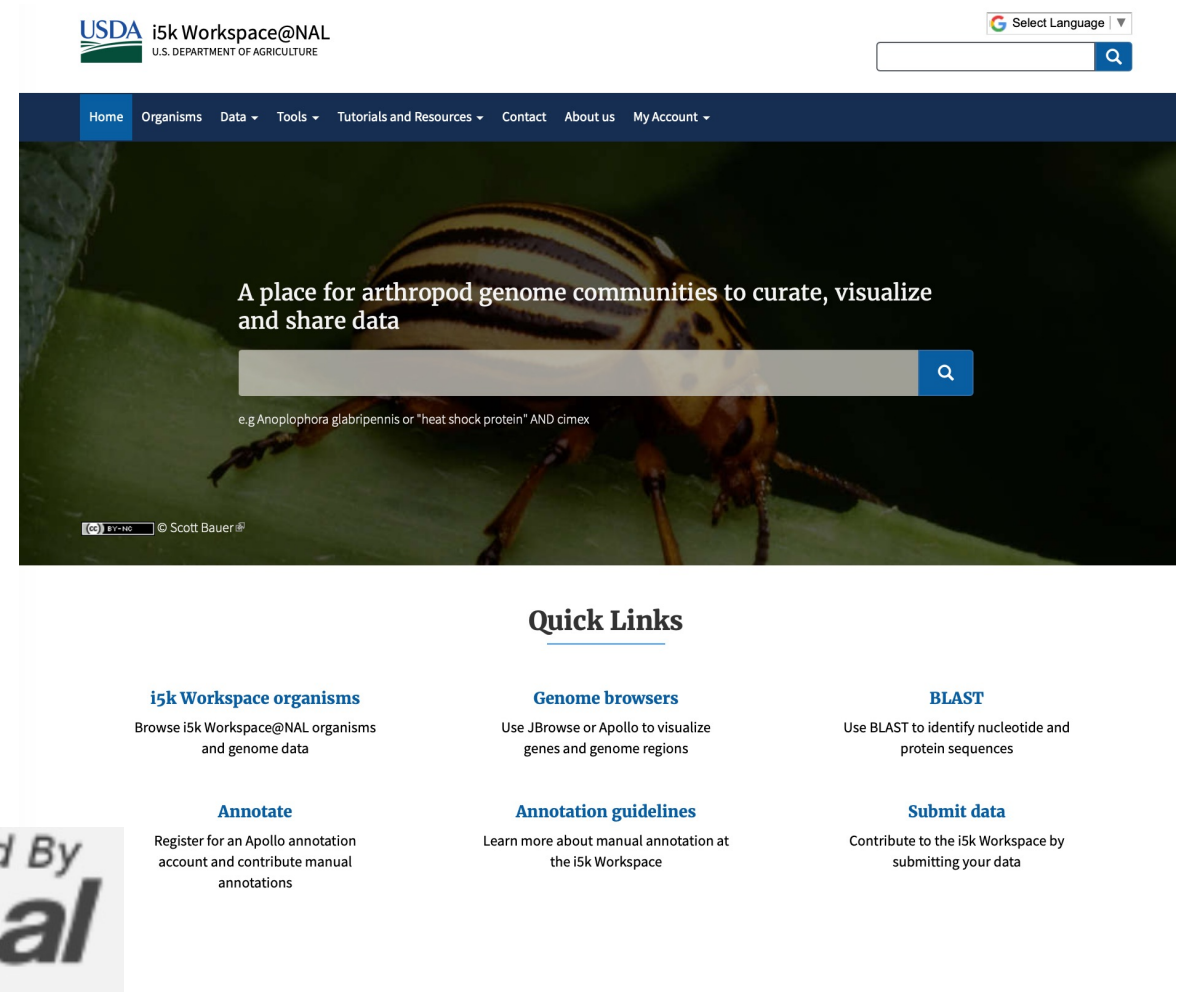 USDA i5k Workspace@NAL
U.S. DEPARTMENT OF AGRICULTURE
Select Language
Home Organisms Data Tools Tutorials and Resources Contact About us My Account
A place for arthropod genome communities to curate, visualize
and share data
e.g Anoplophora glabripennis or "heat shock protein" AND cimex
(cc) BY-NC © Scott Bauer
Quick Links
i5k Workspace organisms
Browse i5k Workspace@NAL organisms
and genome data
Genome browsers
Use JBrowse or Apollo to visualize
genes and genome regions
BLAST
Use BLAST to identify nucleotide and
protein sequences
Annotate
Register for an Apollo annotation
account and contribute manual
annotations
Annotation guidelines
Learn more about manual annotation at
the i5k Workspace
Submit data
Contribute to the i5k Workspace by
submitting your data
By